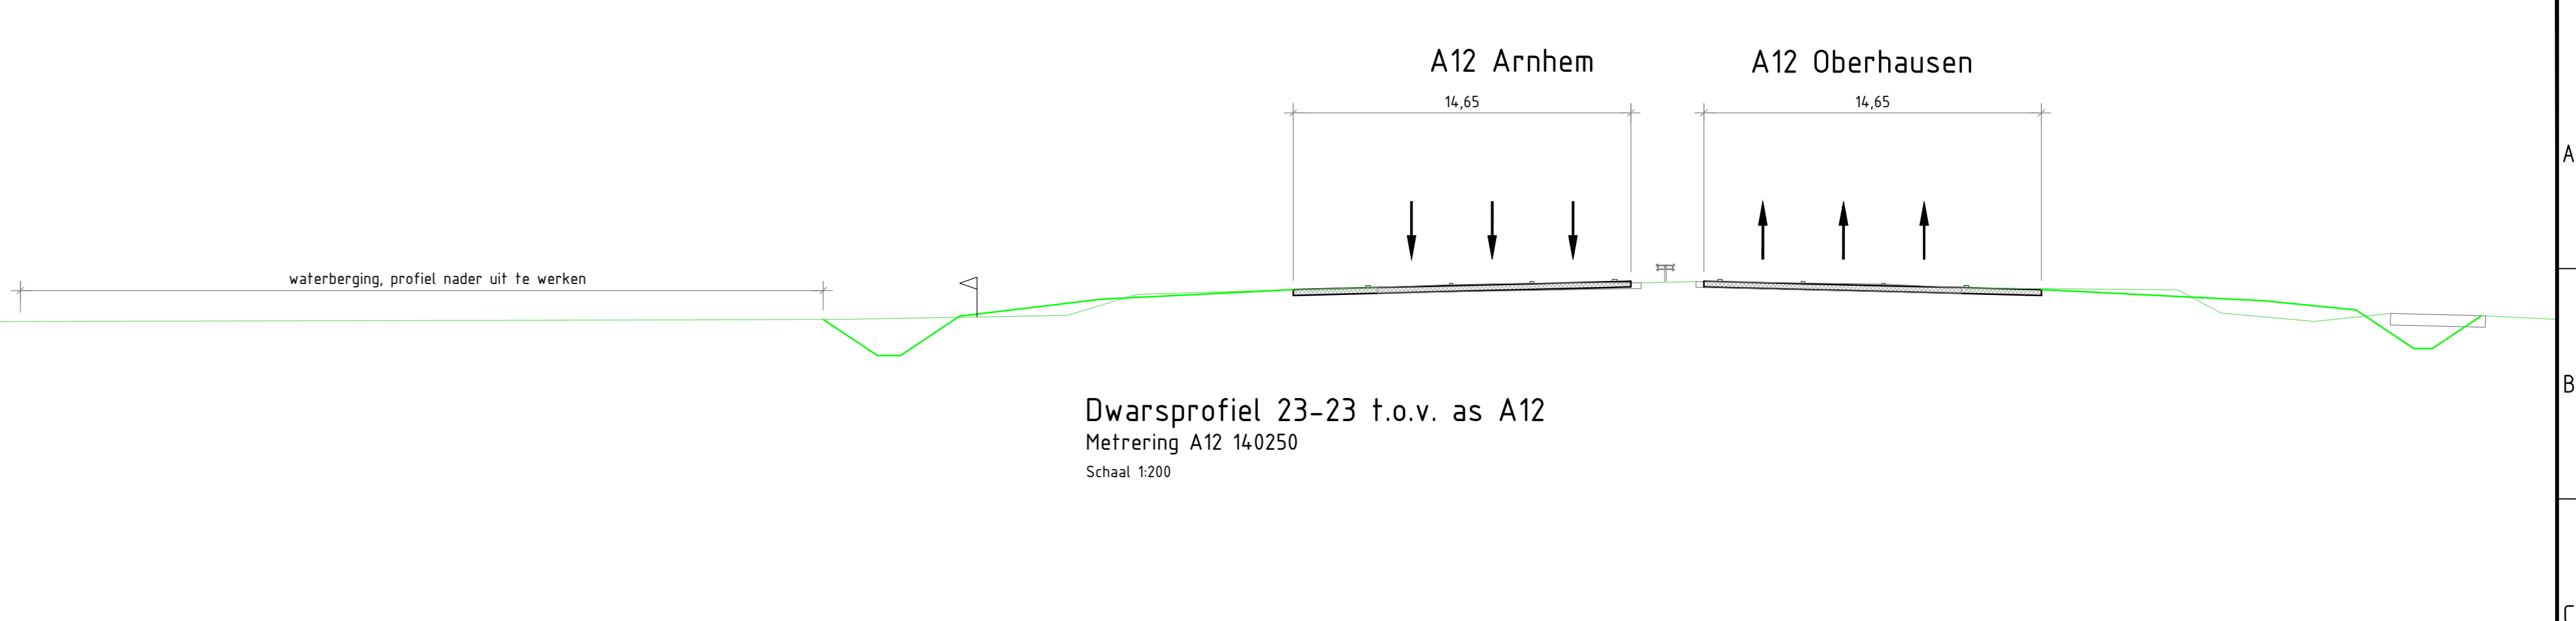 A12 Arnhem
A12 Oberhausen
14,65
14,65
A
waterberging, profiel nader uit te werken
B
Dwarsprofiel 23-23 t.o.v. as A12
Metrering A12 140250
Schaal 1:200
C